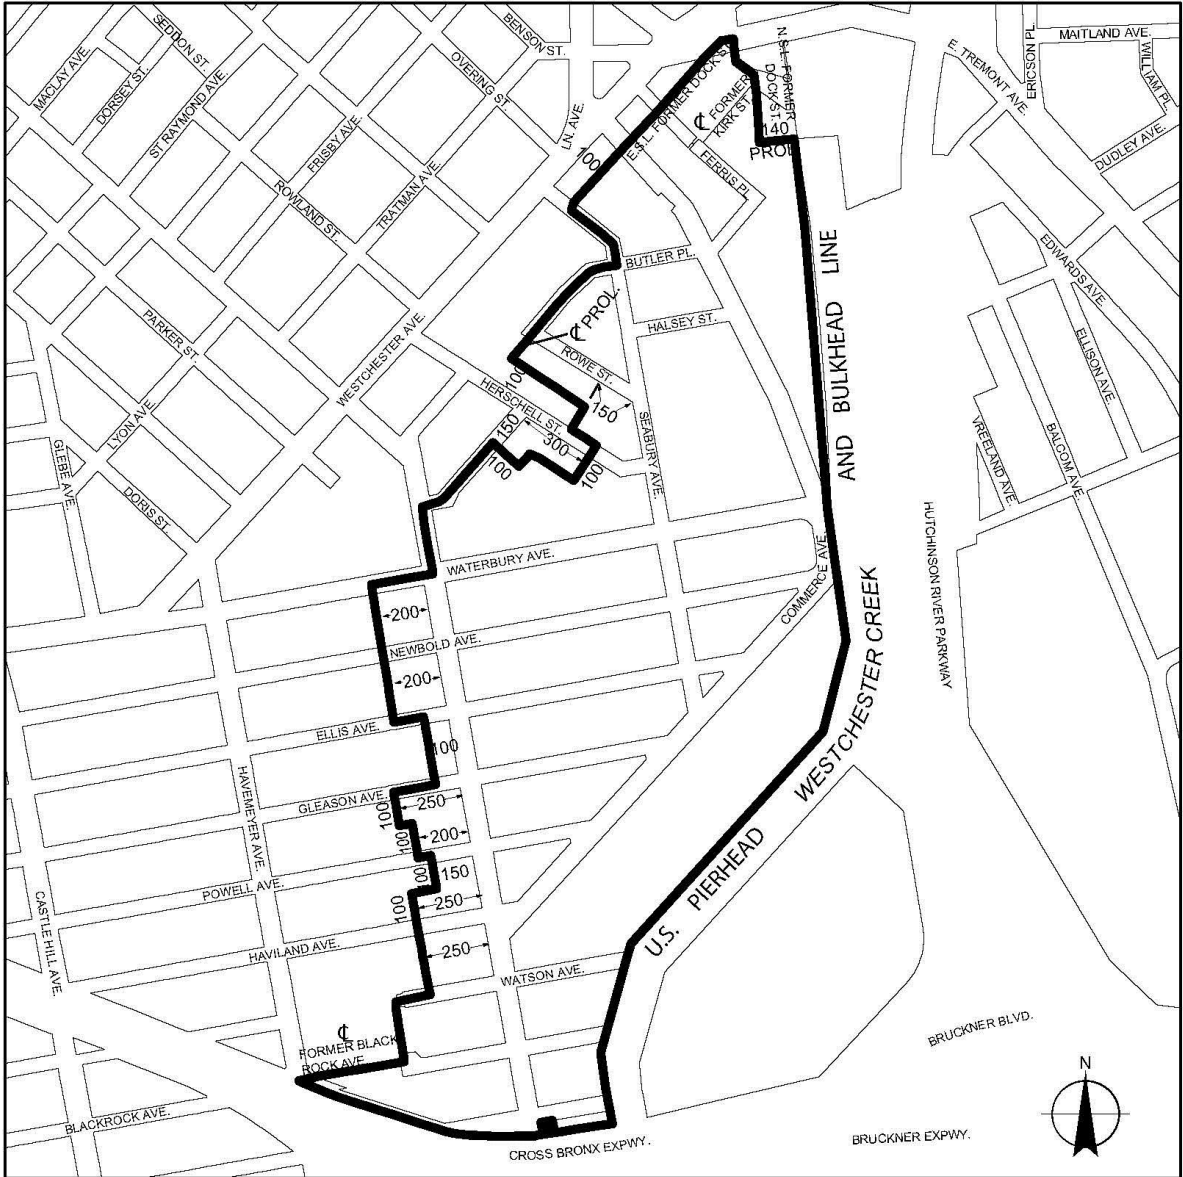 SEDDON ST.
BENSON ST.
N.S.L. FORMER
DOCK ST.
ERICSON PL.
MAITLAND AVE.
WILLIAM PL.
MACLAY AVE.
DORSEY ST.
OVERING ST.
E. TREMONT AVE.
ST RAYMOND AVE.
FRISBY AVE.
LN. AVE.
E.S.L. FORMER DOCK S
℄ FORMER
KIRK ST.
140
PROL
DUDLEY AVE.
100
FERRIS PL.
TRATMAN AVE.
ROWLAND ST.
BUTLER PL.
EDWARDS AVE.
℄ PROL.
HALSEY ST.
PARKER ST.
WESTCHESTER AVE.
ROWE ST.
ELLISON AVE.
100
HERSCHELL ST.
150
LYON AVE.
150
300
SEABURY AVE.
100
100
GLEBE AVE.
DORIS ST.
VREELAND AVE.
BALCOM AVE.
HUTCHINSON RIVER PARKWAY
WATERBURY AVE.
COMMERCE AVE.
200
NEWBOLD AVE.
200
ELLIS AVE.
100
HAVEMEYER AVE.
GLEASON AVE.
250
100
200
100
150
100
POWELL AVE.
250
100
CASTLE HILL AVE.
HAVILAND AVE.
250
WATSON AVE.
U.S. PIERHEAD AND BULKHEAD LINE
WESTCHESTER CREEK
℄
FORMER BLACK
ROCK AVE
BLACKROCK AVE.
CROSS BRONX EXPWY.
BRUCKNER BLVD.
BRUCKNER EXPWY.
N